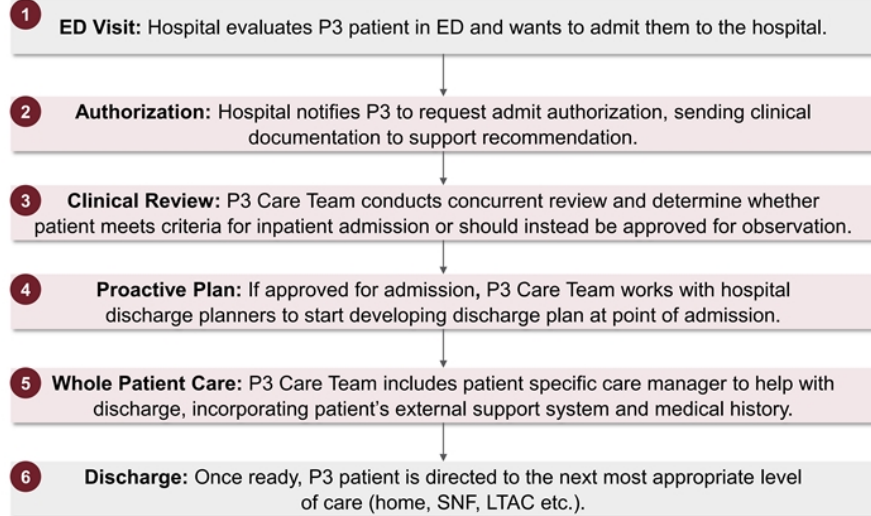 1
ED Visit: Hospital evaluates P3 patient in ED and wants to admit them to the hospital.
2
Authorization: Hospital notifies P3 to request admit authorization, sending clinical
documentation to support recommendation.
3
Clinical Review: P3 Care Team conducts concurrent review and determine whether
patient meets criteria for inpatient admission or should instead be approved for observation.
4
Proactive Plan: If approved for admission, P3 Care Team works with hospital
discharge planners to start developing discharge plan at point of admission.
5
Whole Patient Care: P3 Care Team includes patient specific care manager to help with
discharge, incorporating patient’s external support system and medical history.
6
Discharge: Once ready, P3 patient is directed to the next most appropriate level
of care (home, SNF, LTAC etc.).